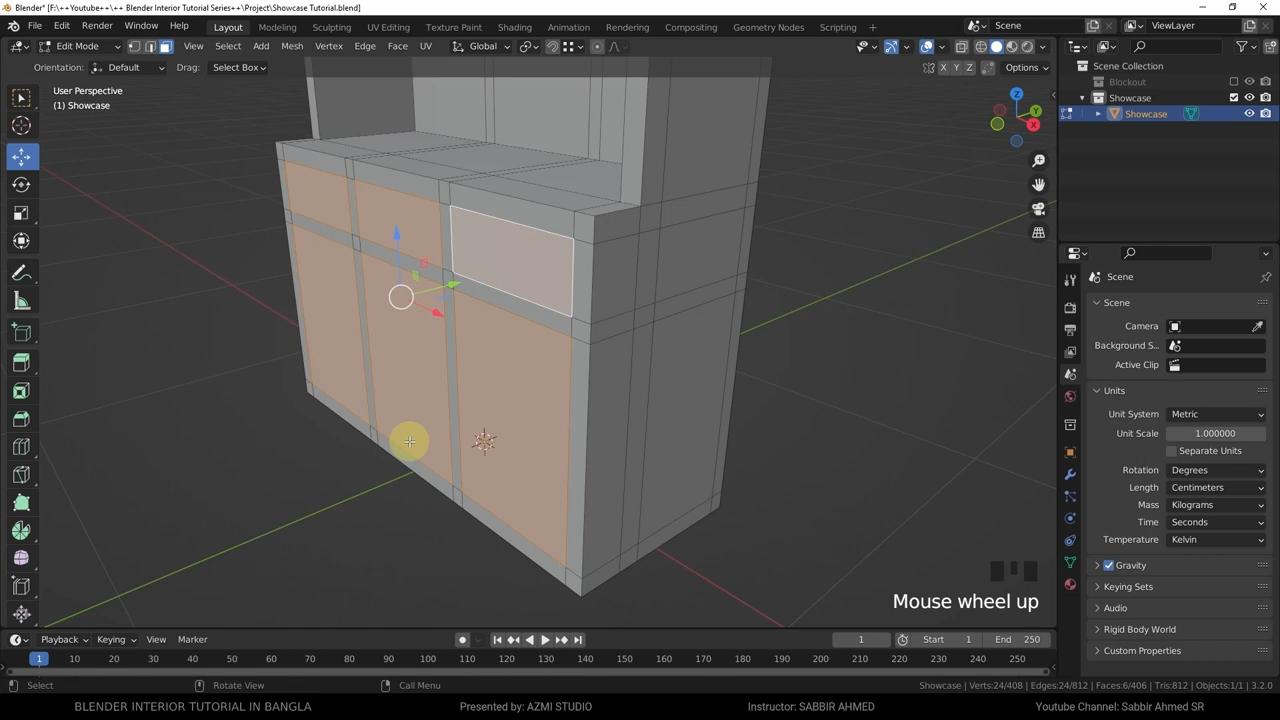 Blender* [F:\++Youtube++\++ Blender Interior Tutorial Series++\Project\Showcase Tutorial.blend]
File Edit Render Window Help Layout Modeling Sculpting UV Editing Texture Paint Shading Animation Rendering Compositing Geometry Nodes Scripting Scene ViewLayer
Edit Mode View Select Add Mesh Vertex Edge Face UV Global
Orientation: Default Drag: Select Box X Y Z Options
User Perspective
(1) Showcase
Z
Y
X
Scene Collection
Blockout
Showcase
Showcase
Scene
Scene
Camera
Background S...
Active Clip
Units
Unit System Metric
Unit Scale 1.000000
Separate Units
Rotation Degrees
Length Centimeters
Mass Kilograms
Time Seconds
Temperature Kelvin
Gravity
Keying Sets
Audio
Rigid Body World
Custom Properties
Mouse wheel up
Playback Keying View Marker 1 Start 1 End 250
1 10 20 30 40 50 60 70 80 90 100 110 120 130 140 150 160 170 180 190 200 210 220 230 240 250
Select Rotate View Call Menu Showcase | Verts:24/408 | Edges:24/812 | Faces:6/406 | Tris:812 | Objects:1/1 | 3.2.0
BLENDER INTERIOR TUTORIAL IN BANGLA Presented by: AZMI STUDIO Instructor: SABBIR AHMED Youtube Channel: Sabbir Ahmed SR